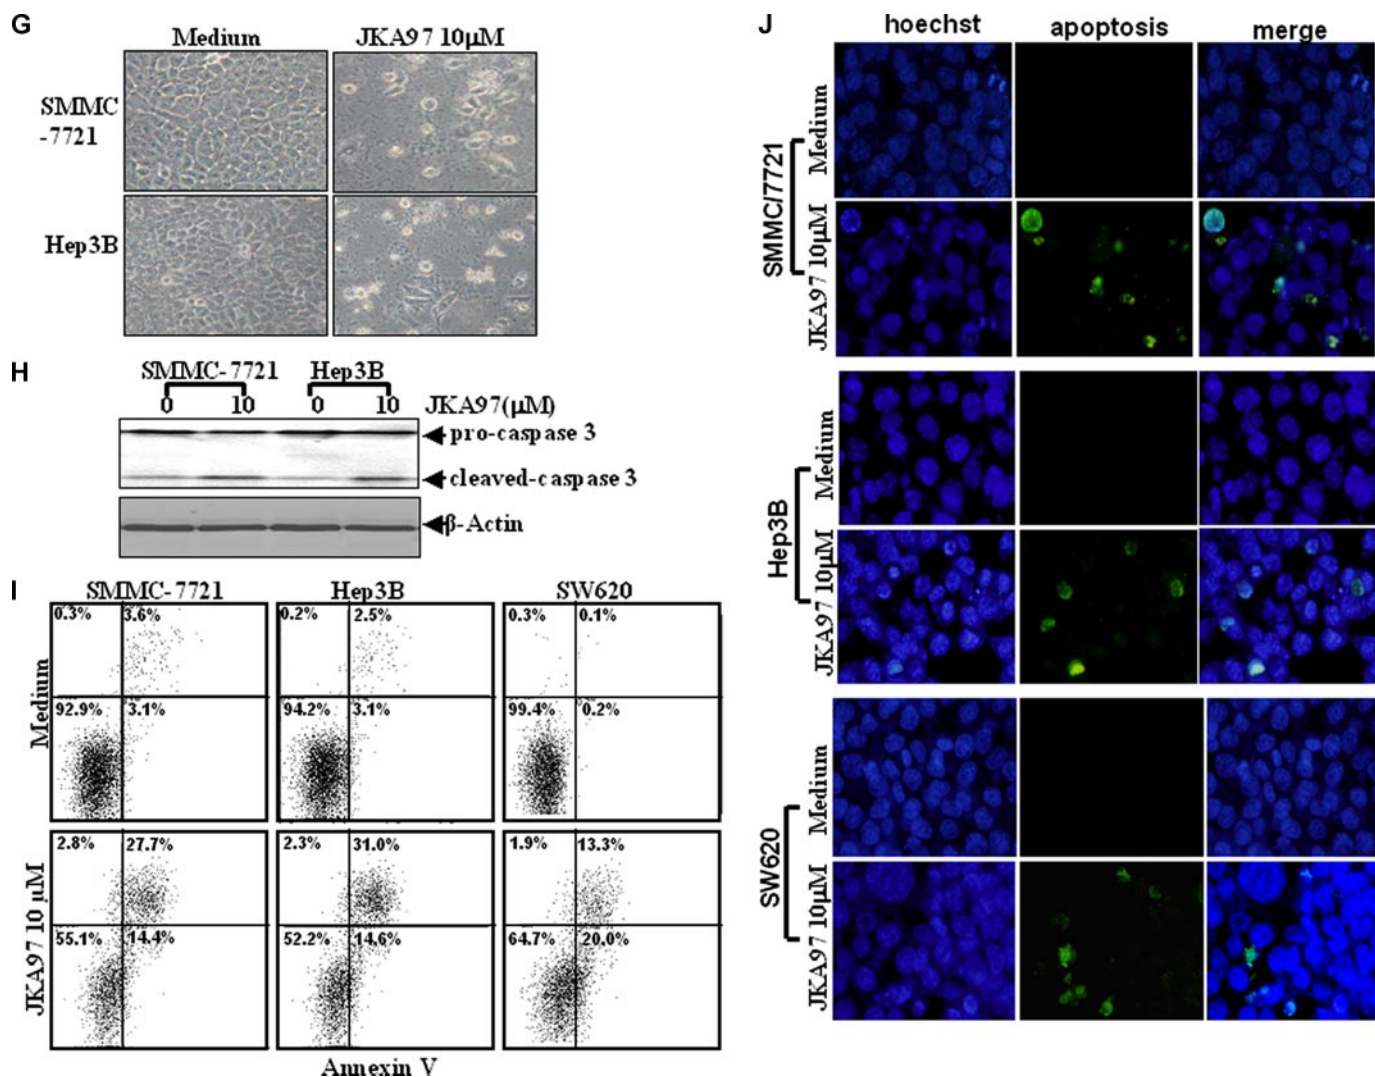 G
Medium
JKA97 10μM
SMMC
-7721
Hep3B
H
SMMC-7721
Hep3B
0
10
0
10
JKA97(μM)
pro-caspase 3
cleaved-caspase 3
β-Actin
I
SMMC-7721
Hep3B
SW620
Medium
0.3%
3.6%
0.2%
2.5%
0.3%
0.1%
92.9%
3.1%
94.2%
3.1%
99.4%
0.2%
JKA97 10 μM
2.8%
27.7%
2.3%
31.0%
1.9%
13.3%
55.1%
14.4%
52.2%
14.6%
64.7%
20.0%
Annexin V
J
hoechst
apoptosis
merge
SMMC/7721
Medium
JKA97 10μM
Hep3B
Medium
JKA97 10μM
SW620
Medium
JKA97 10μM